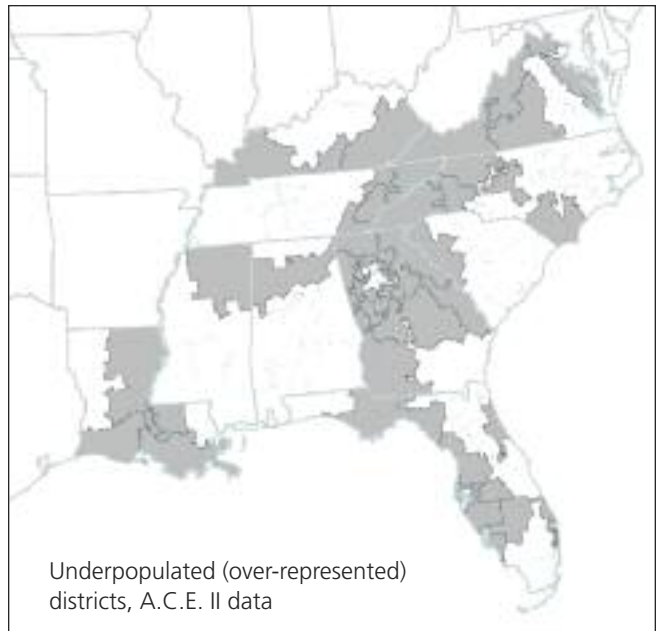 Underpopulated (over-represented)
districts, A.C.E. II data